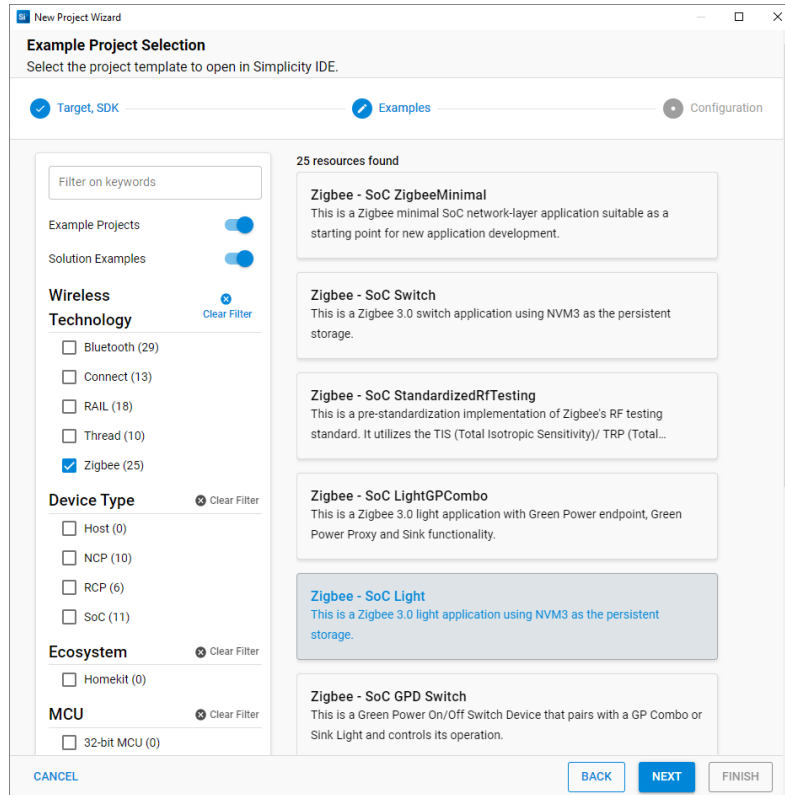 Si New Project Wizard
Example Project Selection
Select the project template to open in Simplicity IDE.
Target, SDK
Examples
Configuration
Filter on keywords
Example Projects
Solution Examples
Wireless
Technology
Clear Filter
Bluetooth (29)
Connect (13)
RAIL (18)
Thread (10)
Zigbee (25)
Device Type
Clear Filter
Host (0)
NCP (10)
RCP (6)
SoC (11)
Ecosystem
Clear Filter
Homekit (0)
MCU
Clear Filter
32-bit MCU (0)
25 resources found
Zigbee - SoC ZigbeeMinimal
This is a Zigbee minimal SoC network-layer application suitable as a
starting point for new application development.
Zigbee - SoC Switch
This is a Zigbee 3.0 switch application using NVM3 as the persistent
storage.
Zigbee - SoC StandardizedRfTesting
This is a pre-standardization implementation of Zigbee's RF testing
standard. It utilizes the TIS (Total Isotropic Sensitivity)/ TRP (Total...
Zigbee - SoC LightGPCombo
This is a Zigbee 3.0 light application with Green Power endpoint, Green
Power Proxy and Sink functionality.
Zigbee - SoC Light
This is a Zigbee 3.0 light application using NVM3 as the persistent
storage.
Zigbee - SoC GPD Switch
This is a Green Power On/Off Switch Device that pairs with a GP Combo or
Sink Light and controls its operation.
CANCEL
BACK
NEXT
FINISH